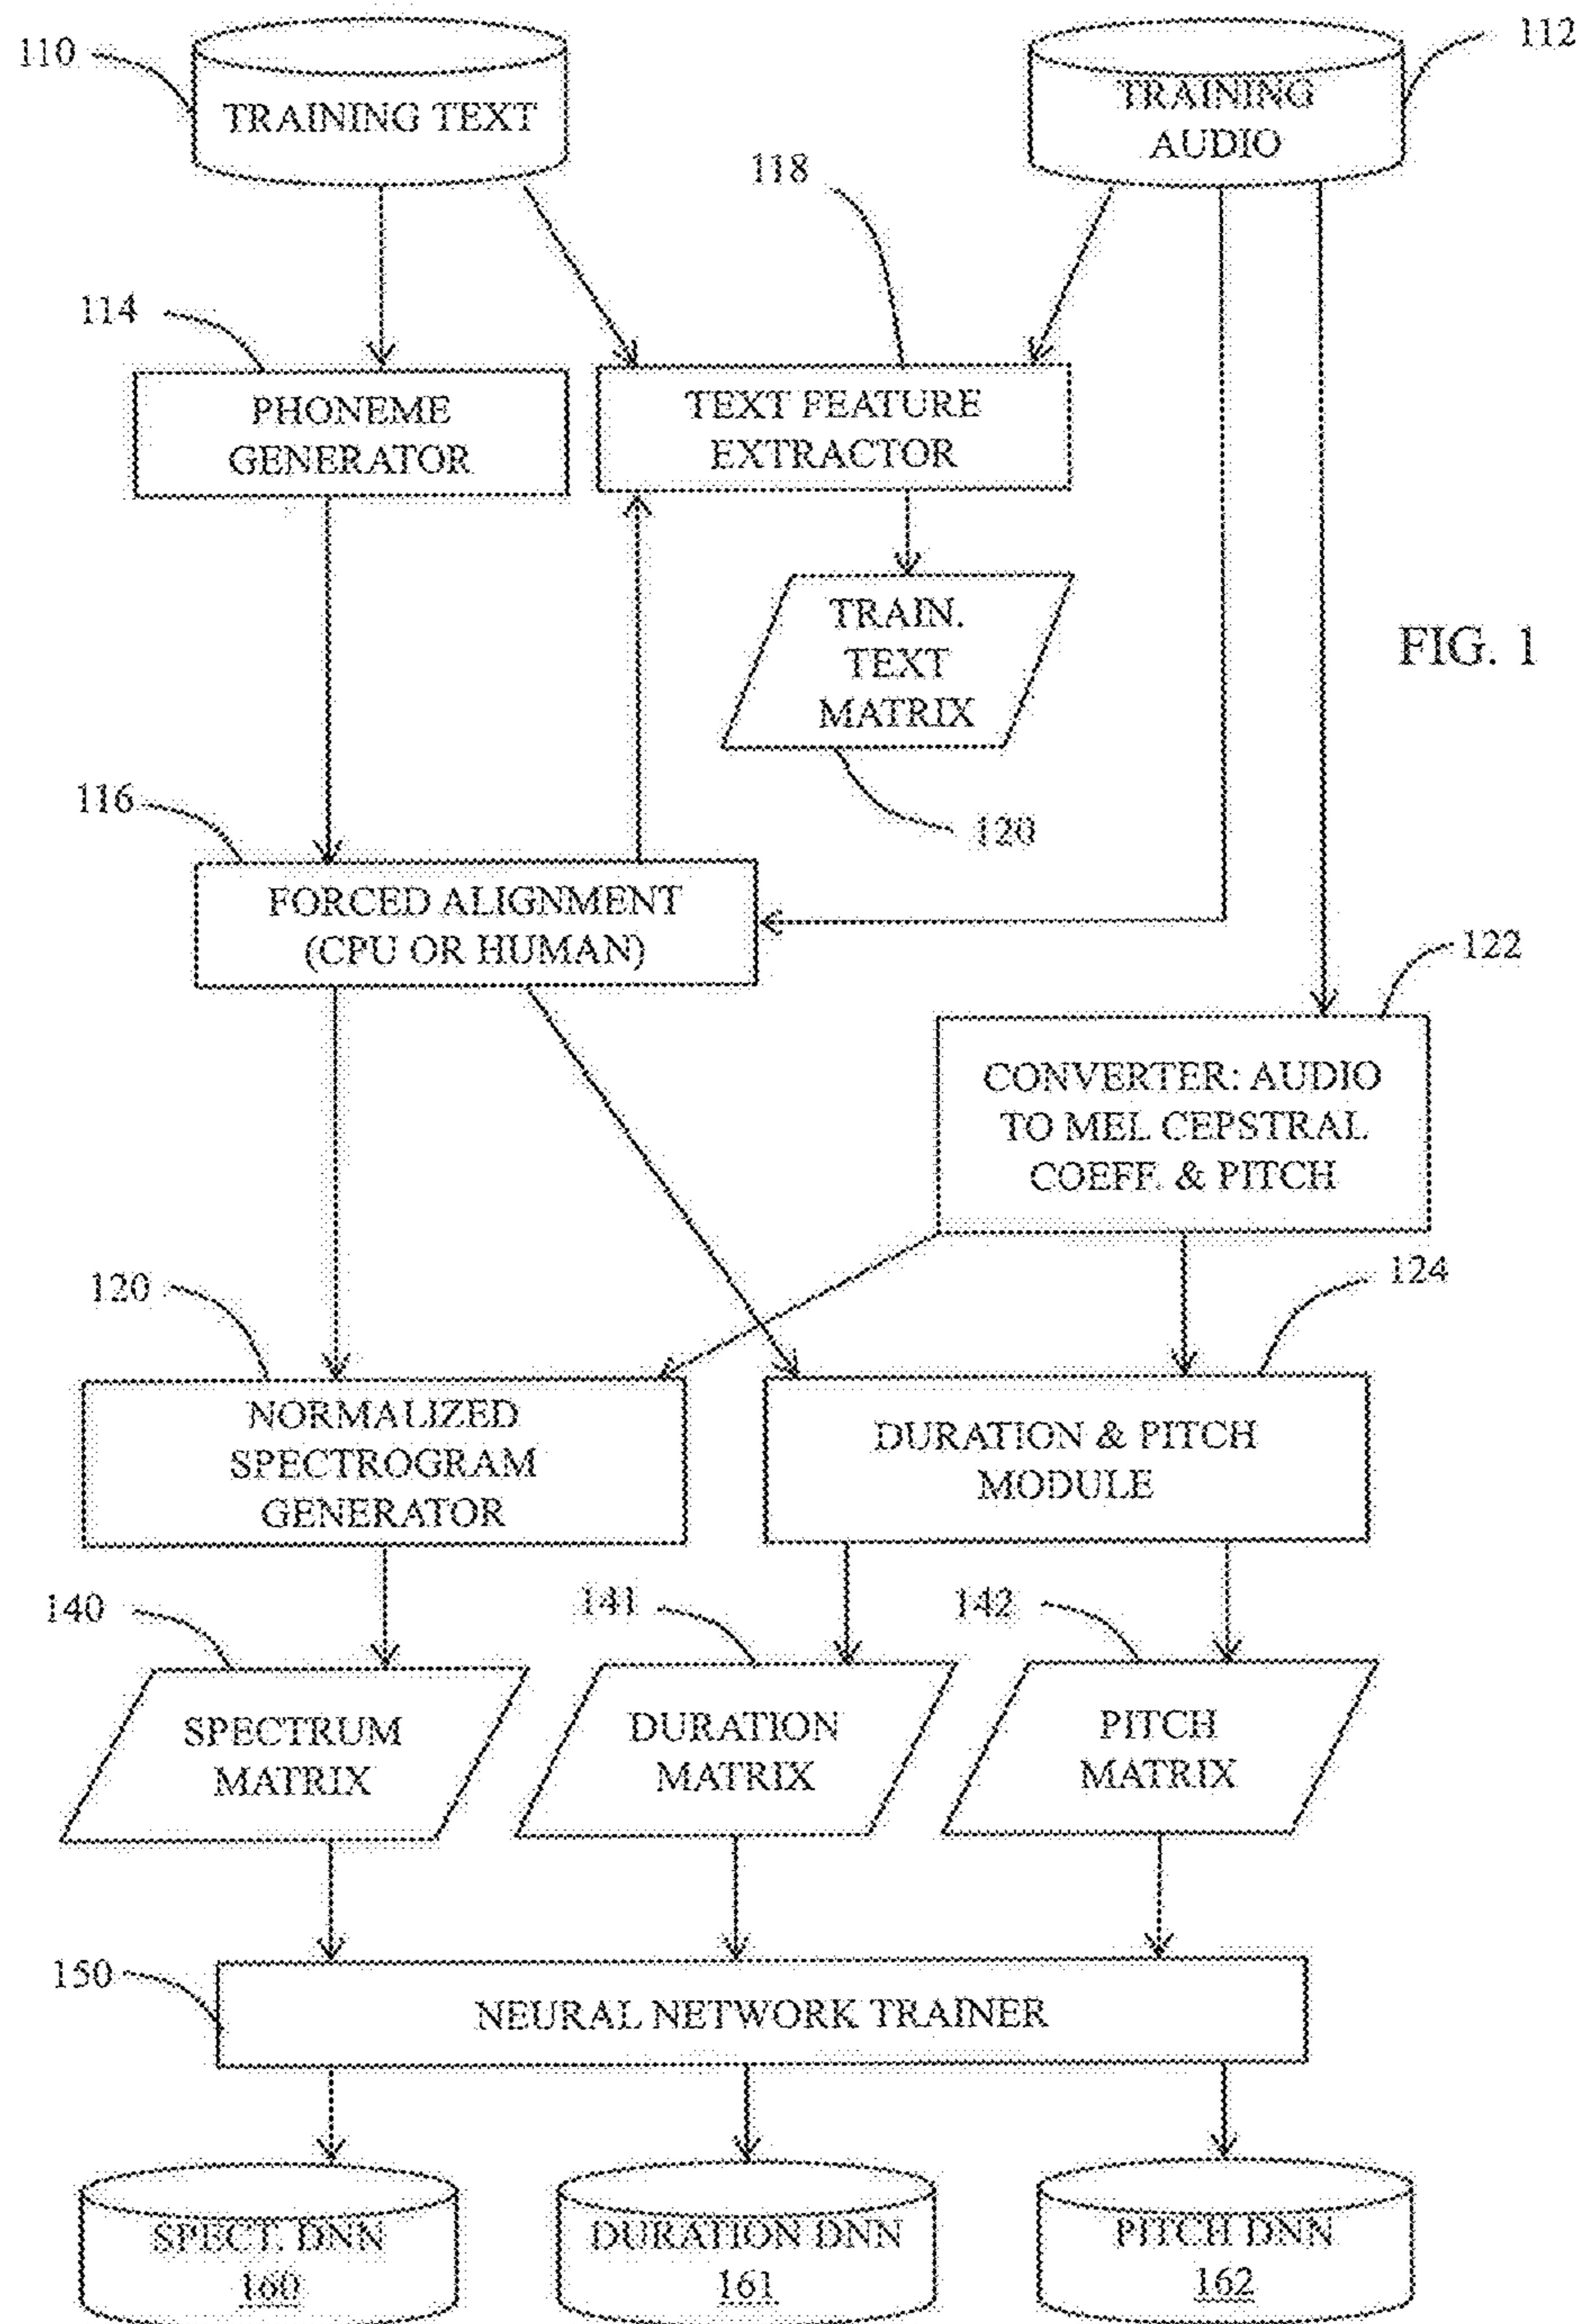 110
TRAINING TEXT
112
TRAINING
AUDIO
118
114
PHONEME
GENERATOR
TEXT FEATURE
EXTRACTOR
TRAIN.
TEXT
MATRIX
FIG. 1
116
120
FORCED ALIGNMENT
(CPU OR HUMAN)
122
CONVERTER: AUDIO
TO MEL CEPSTRAL
COEFF. & PITCH
120
124
NORMALIZED
SPECTROGRAM
GENERATOR
DURATION & PITCH
MODULE
140
141
142
SPECTRUM
MATRIX
DURATION
MATRIX
PITCH
MATRIX
150
NEURAL NETWORK TRAINER
SPECT. DNN
160
DURATION DNN
161
PITCH DNN
162